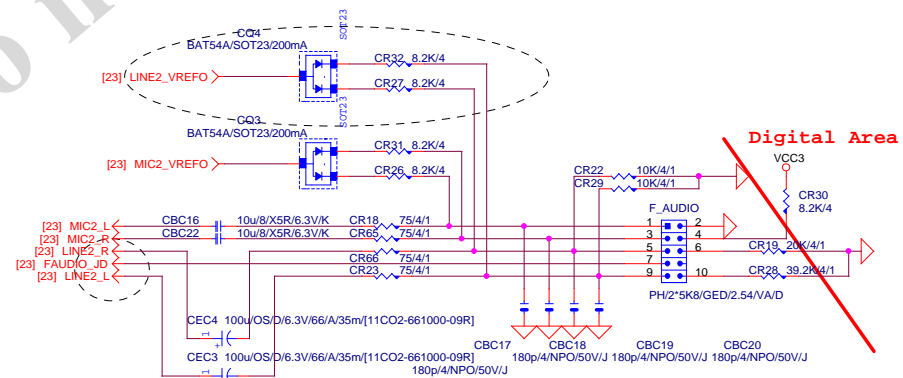 SOT23
CQ4
BAT54A/SOT23/200mA
CR32 8.2K/4
[23] LINE2_VREFO
CR27 8.2K/4
SOT23
CQ3
BAT54A/SOT23/200mA
Digital Area
CR31 8.2K/4
VCC3
[23] MIC2_VREFO
CR26 8.2K/4
CR22 10K/4/1
CR29 10K/4/1
CR30
8.2K/4
F_AUDIO
[23] MIC2_L CBC16 10u/8/X5R/6.3V/K CR18 75/4/1 1 2
[23] MIC2_R CBC22 10u/8/X5R/6.3V/K CR65 75/4/1 3 4
[23] LINE2_R 5 6 CR19 20K/4/1
[23] FAUDIO_JD CR66 75/4/1 7
[23] LINE2_L CR23 75/4/1 9 10 CR28 39.2K/4/1
PH/2*5K8/GED/2.54/VA/D
CEC4 100u/OS/D/6.3V/66/A/35m/[11CO2-661000-09R]
1 +
CBC17 CBC18 CBC19 CBC20
CEC3 100u/OS/D/6.3V/66/A/35m/[11CO2-661000-09R]
180p/4/NPO/50V/J 180p/4/NPO/50V/J 180p/4/NPO/50V/J
1
180p/4/NPO/50V/J